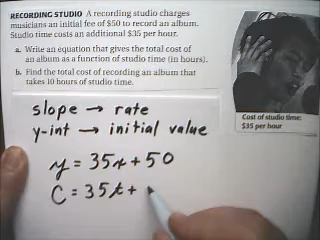 RECORDING STUDIO A recording studio charges
musicians an initial fee of $50 to record an album.
Studio time costs an additional $35 per hour.
a. Write an equation that gives the total cost of
an album as a function of studio time (in hours).
b. Find the total cost of recording an album that
takes 10 hours of studio time.
Cost of studio time:
$35 per hour
slope → rate
y-int → initial value
y = 35x + 50
C = 35t +